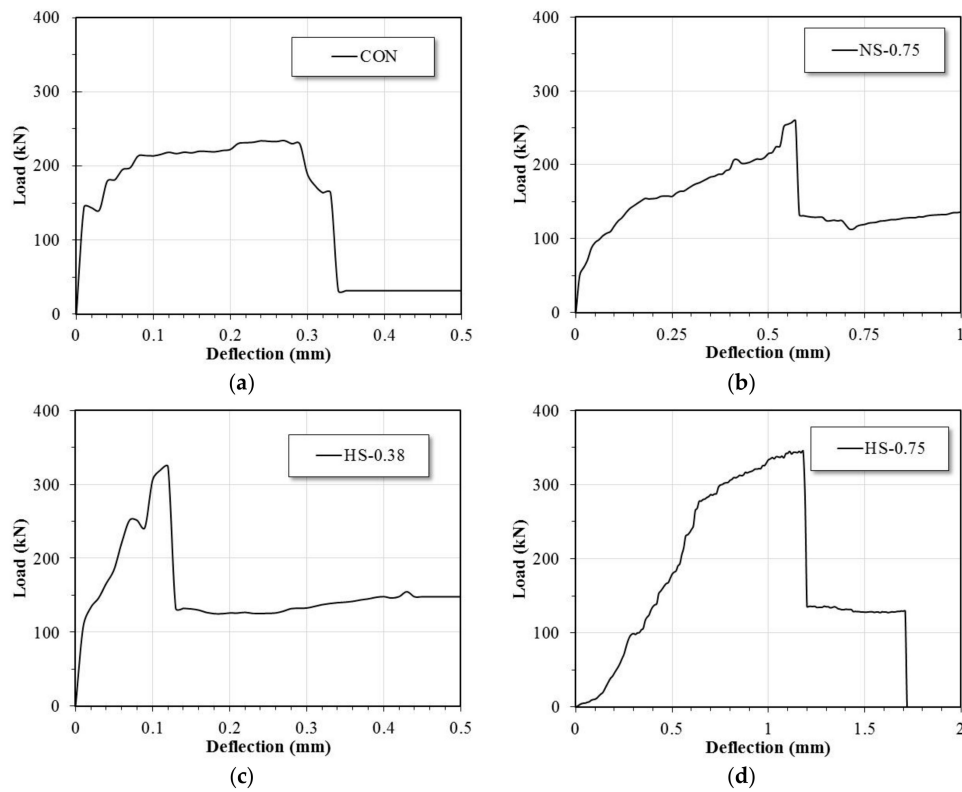 400
300
200
100
0
Load (kN)
CON
0 0.1 0.2 0.3 0.4 0.5
Deflection (mm)
(a)
400
300
200
100
0
Load (kN)
NS-0.75
0 0.25 0.5 0.75 1
Deflection (mm)
(b)
400
300
200
100
0
Load (kN)
HS-0.38
0 0.1 0.2 0.3 0.4 0.5
Deflection (mm)
(c)
400
300
200
100
0
Load (kN)
HS-0.75
0 0.5 1 1.5 2
Deflection (mm)
(d)